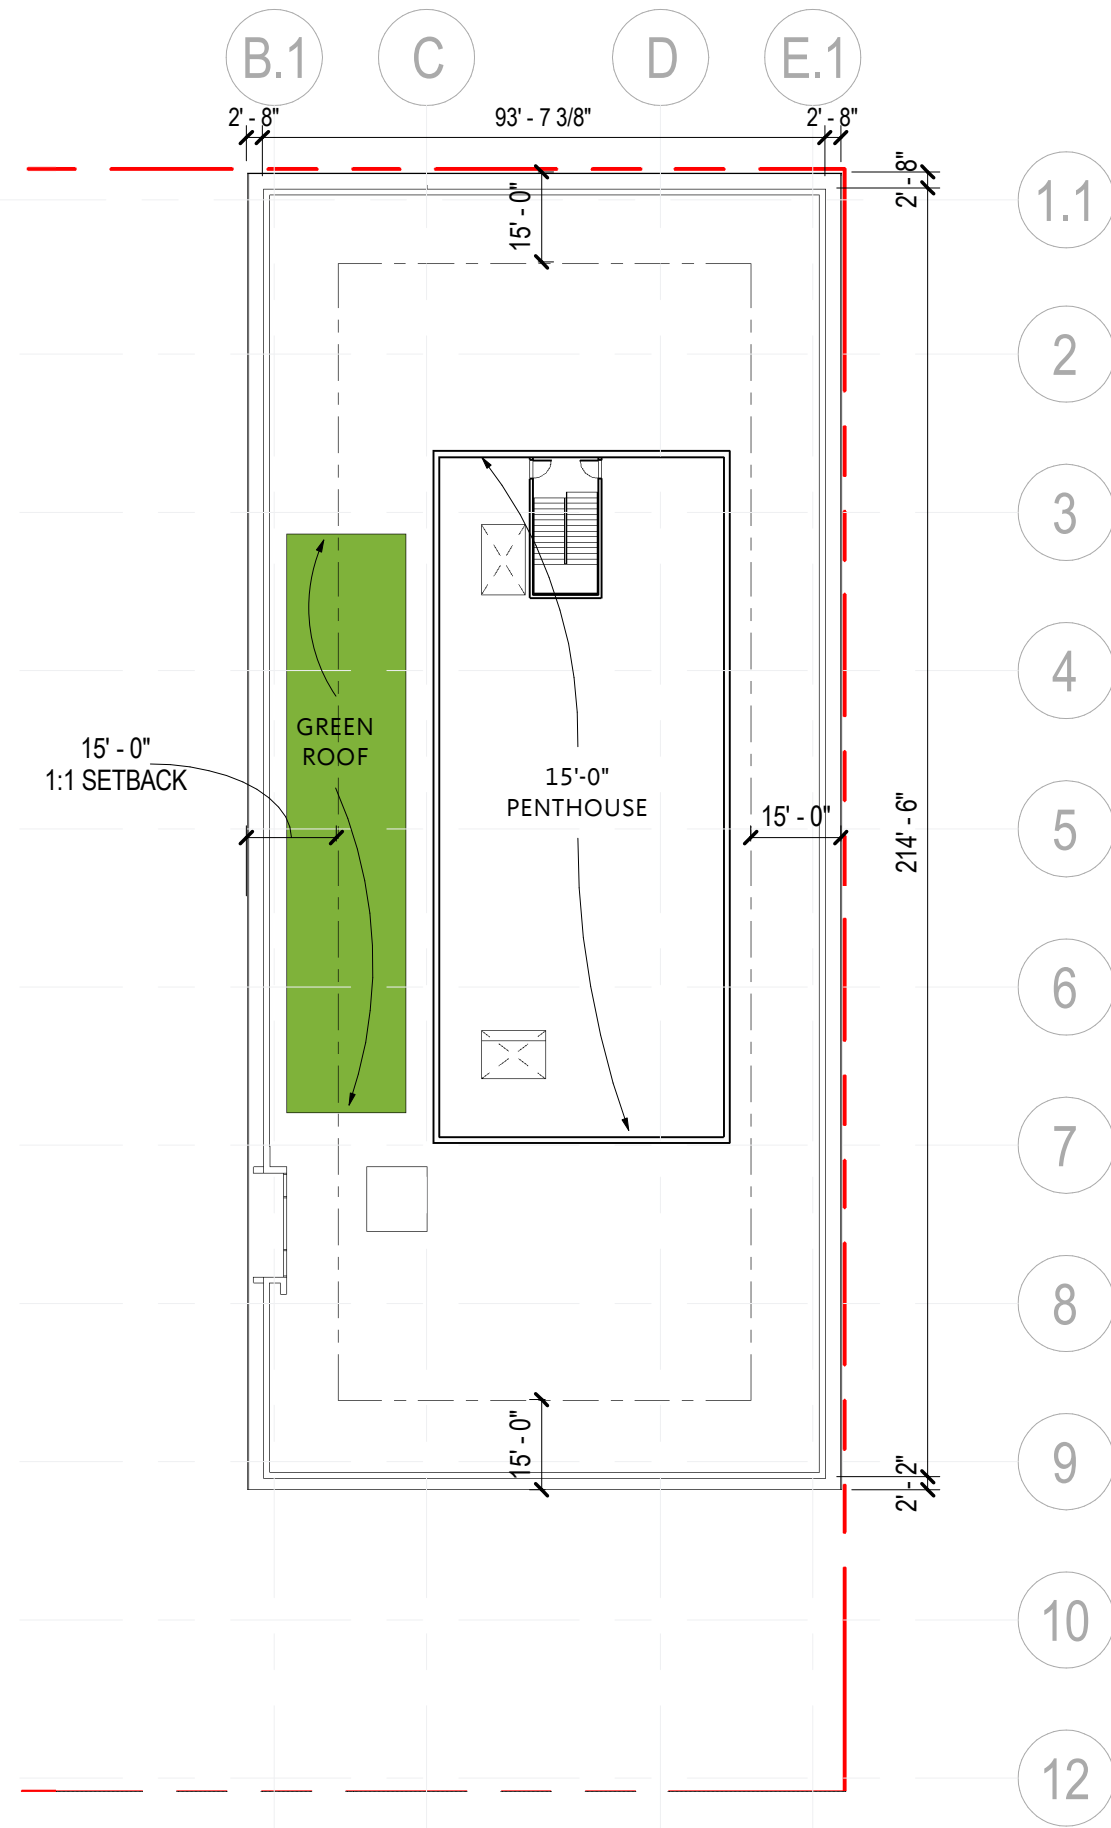 B.1
C
D
E.1
2' - 8"
93' - 7 3/8"
2' - 8"
2' - 8"
1.1
15' - 0"
2
3
4
GREEN
ROOF
15' - 0"
1:1 SETBACK
15'-0"
PENTHOUSE
15' - 0"
214' - 6"
5
6
7
8
15' - 0"
9
2' - 2"
10
12